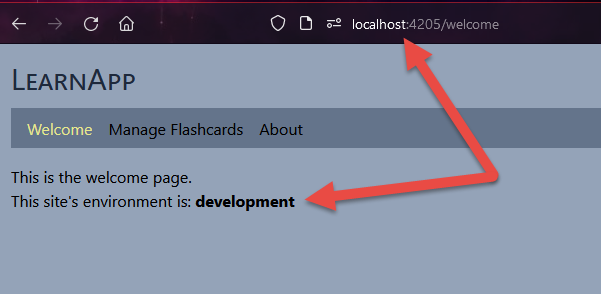 localhost:4205/welcome
LearnApp
Welcome Manage Flashcards About
This is the welcome page.
This site's environment is: development